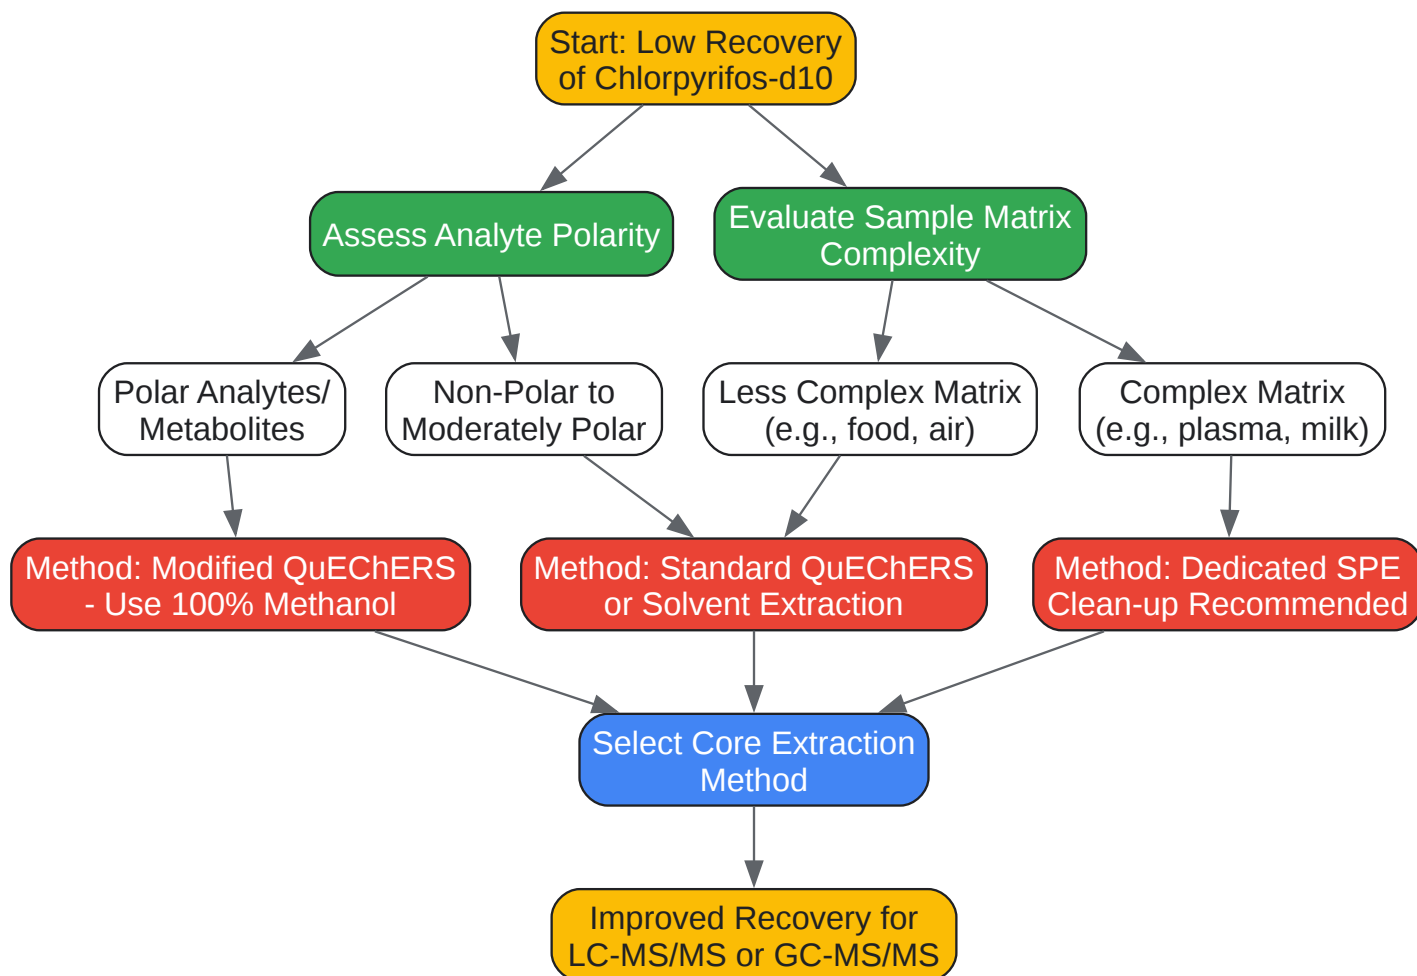 Start: Low Recovery
of Chlorpyrifos-d10
Assess Analyte Polarity
Evaluate Sample Matrix
Complexity
Polar Analytes/
Metabolites
Non-Polar to
Moderately Polar
Less Complex Matrix
(e.g., food, air)
Complex Matrix
(e.g., plasma, milk)
Method: Modified QuEChERS
- Use 100% Methanol
Method: Standard QuEChERS
or Solvent Extraction
Method: Dedicated SPE
Clean-up Recommended
Select Core Extraction
Method
Improved Recovery for
LC-MS/MS or GC-MS/MS